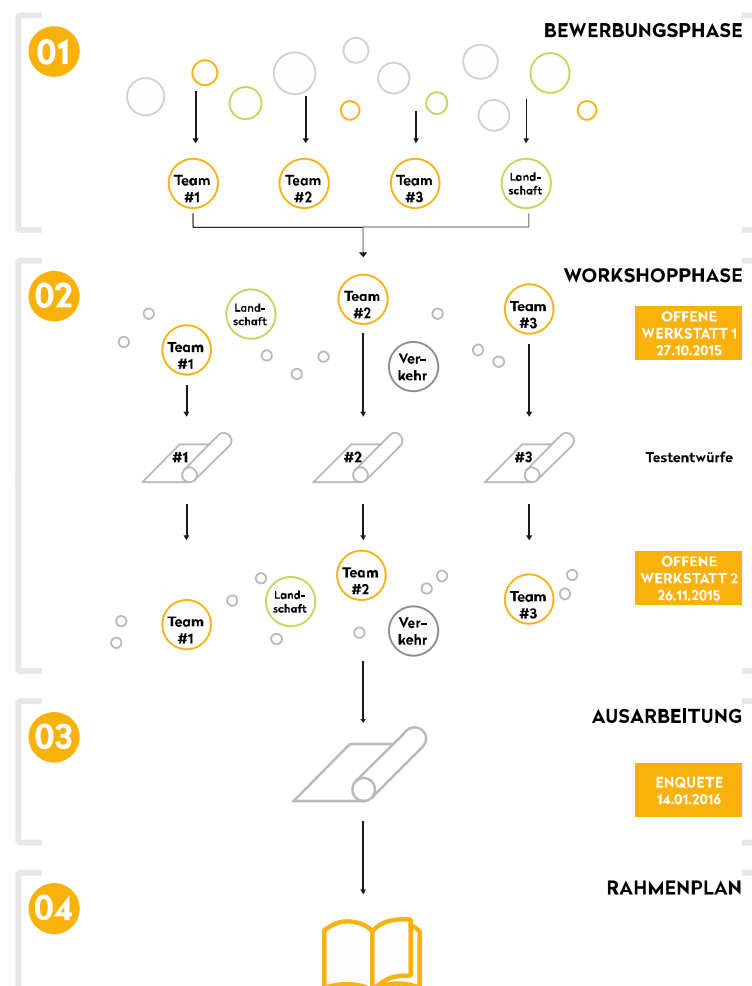 01
BEWERBUNGSPHASE
Team
#1
Team
#2
Team
#3
Land-
schaft
02
WORKSHOPPHASE
Land-
schaft
Team
#2
Team
#3
OFFENE
WERKSTATT 1
27.10.2015
Team
#1
Ver-
kehr
#1
#2
#3
Testentwürfe
OFFENE
WERKSTATT 2
26.11.2015
Team
#2
Land-
schaft
Team
#3
Team
#1
Ver-
kehr
03
AUSARBEITUNG
ENQUETE
14.01.2016
04
RAHMENPLAN